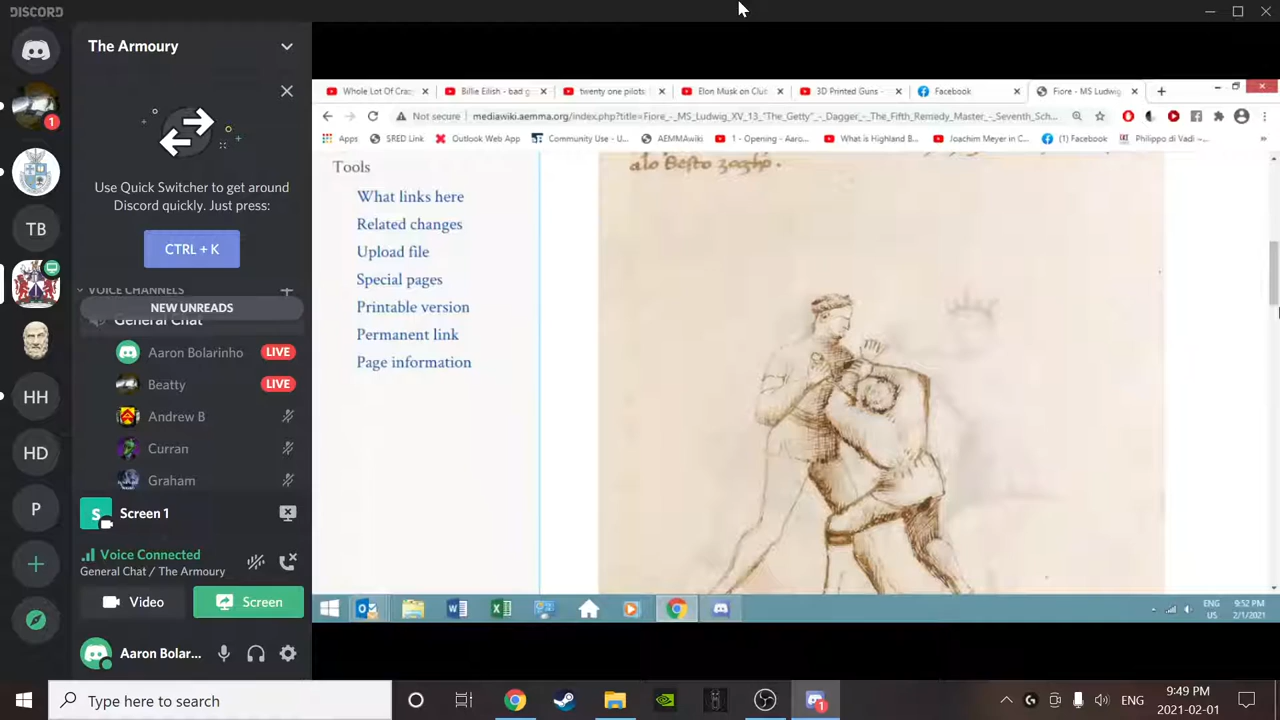 DISCORD
The Armoury
Use Quick Switcher to get around
Discord quickly. Just press:
CTRL + K
VOICE CHANNELS
NEW UNREADS
General Chat
Aaron Bolarinho LIVE
Beatty LIVE
Andrew B
Curran
Graham
S Screen 1
Voice Connected
General Chat / The Armoury
Video
Screen
Aaron Bolar...
1
TB
HH
HD
P
Whole Lot Of Cra
Billie Eilish - bad g
twenty one pilots
Elon Musk on Clu
3D Printed Guns -
Facebook
Fiore - MS Ludwig
Not secure mediawiki.aemma.org/index.php?title=Fiore_-_MS_Ludwig_XV_13_"The_Getty"_-_Dagger_-_The_Fifth_Remedy_Master_-_Seventh_Sch...
Apps
SRED Link
Outlook Web App
Community Use - U...
AEMMAwiki
1 - Opening - Aaro...
What is Highland B...
Joachim Meyer in C...
(1) Facebook
Philippo di Vadi ~...
Tools
What links here
Related changes
Upload file
Special pages
Printable version
Permanent link
Page information
ENG
US
9:52 PM
2/1/2021
Type here to search
1
ENG
9:49 PM
2021-02-01